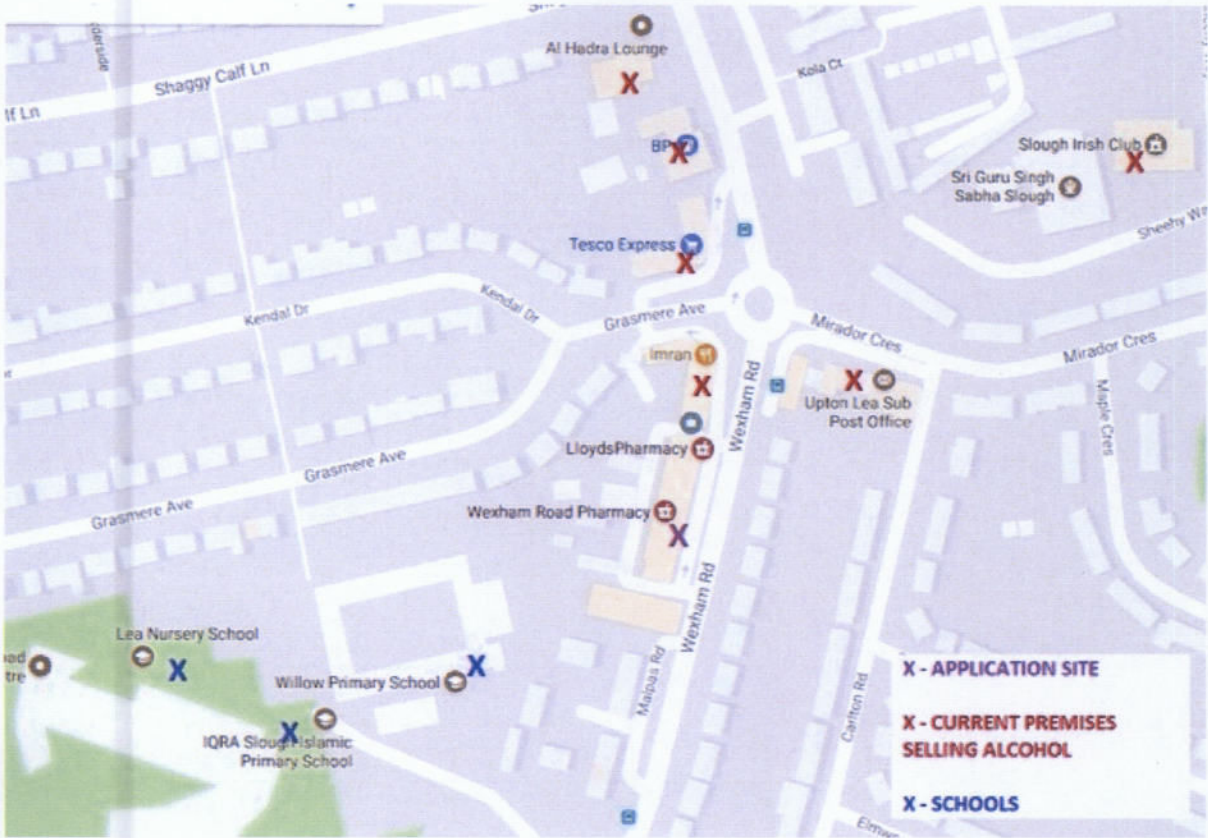 Al Hadra Lounge
X
Shaggy Calf Ln
lf Ln
Kola Ct
BP
X
Slough Irish Club
X
Sri Guru Singh
Sabha Slough
Tesco Express
X
Kendal Dr
Kendal Dr
Grasmere Ave
Mirador Cres
Mirador Cres
Imran
X
X
Upton Lea Sub
Post Office
Wexham Rd
Maple Cres
LloydsPharmacy
Grasmere Ave
Grasmere Ave
Wexham Road Pharmacy
X
Wexham Rd
Lea Nursery School
X
Willow Primary School
X
X
IQRA Slough Islamic
Primary School
Malpas Rd
Carlton Rd
X - APPLICATION SITE
X - CURRENT PREMISES
SELLING ALCOHOL
X - SCHOOLS